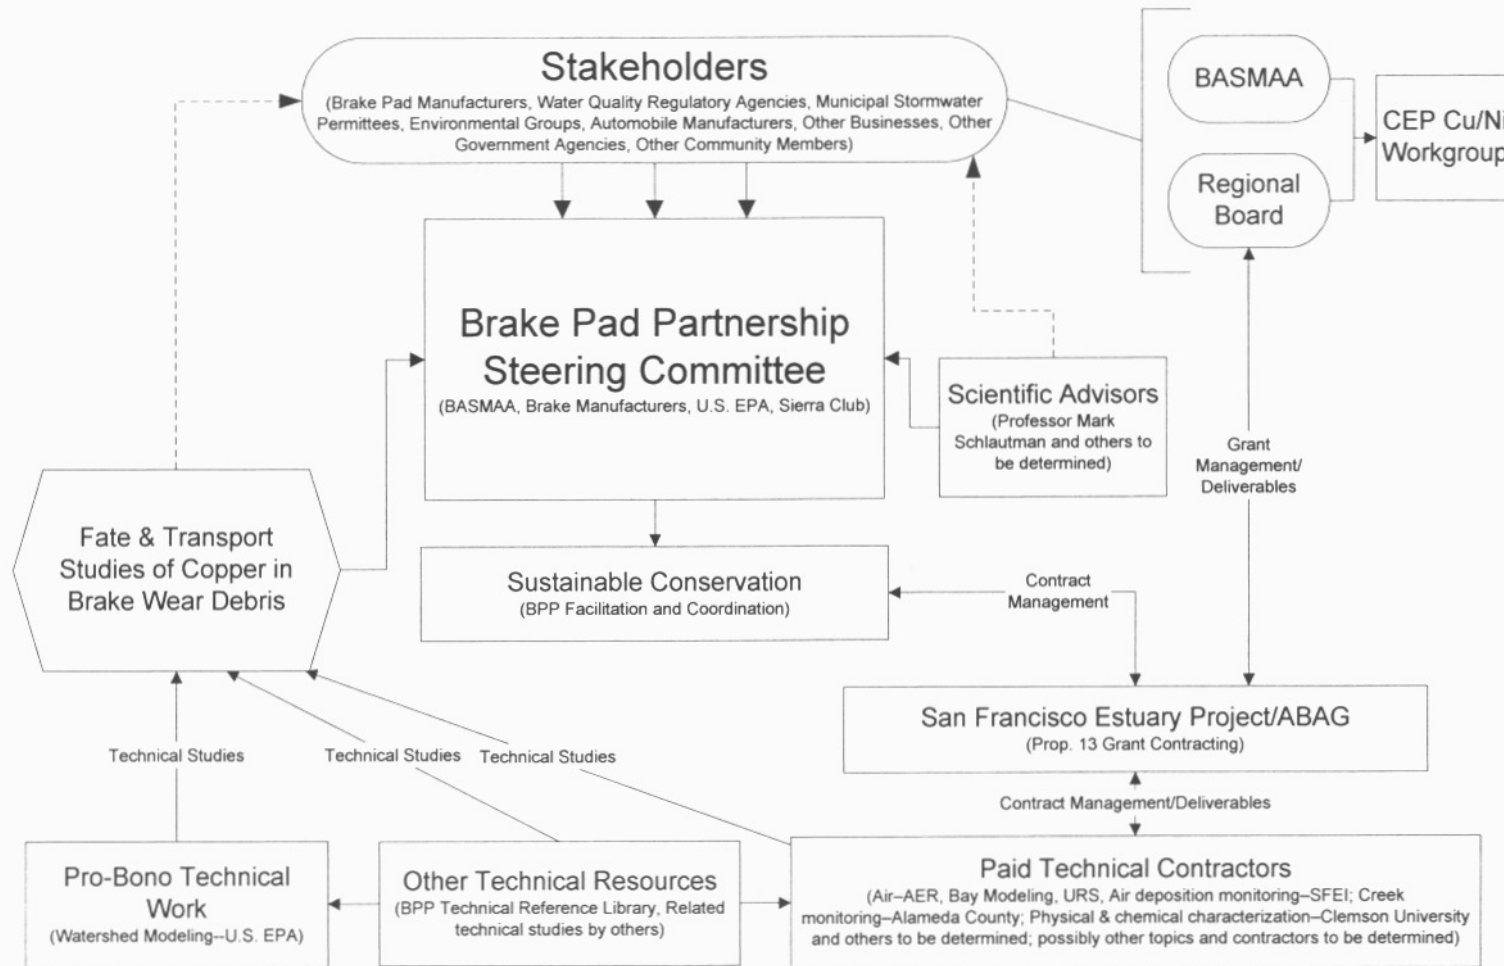 Stakeholders
(Brake Pad Manufacturers, Water Quality Regulatory Agencies, Municipal Stormwater
Permittees, Environmental Groups, Automobile Manufacturers, Other Businesses, Other
Government Agencies, Other Community Members)
BASMAA
CEP Cu/Ni
Workgroup
Regional
Board
Brake Pad Partnership
Steering Committee
(BASMAA, Brake Manufacturers, U.S. EPA, Sierra Club)
Scientific Advisors
(Professor Mark
Schlautman and others to
be determined)
Grant
Management/
Deliverables
Fate & Transport
Studies of Copper in
Brake Wear Debris
Sustainable Conservation
(BPP Facilitation and Coordination)
Contract
Management
San Francisco Estuary Project/ABAG
(Prop. 13 Grant Contracting)
Technical Studies
Technical Studies
Technical Studies
Contract Management/Deliverables
Pro-Bono Technical
Work
(Watershed Modeling--U.S. EPA)
Other Technical Resources
(BPP Technical Reference Library, Related
technical studies by others)
Paid Technical Contractors
(Air–AER, Bay Modeling, URS, Air deposition monitoring–SFEI; Creek
monitoring–Alameda County; Physical & chemical characterization–Clemson University
and others to be determined; possibly other topics and contractors to be determined)